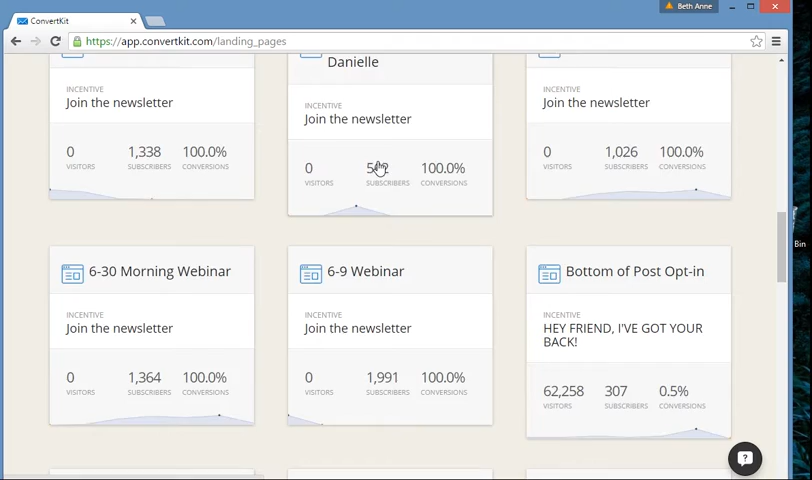 Beth Anne
ConvertKit
https://app.convertkit.com/landing_pages
Danielle
INCENTIVE
Join the newsletter
0
VISITORS
1,338
SUBSCRIBERS
100.0%
CONVERSIONS
INCENTIVE
Join the newsletter
0
VISITORS
SUBSCRIBERS
100.0%
CONVERSIONS
INCENTIVE
Join the newsletter
0
VISITORS
1,026
SUBSCRIBERS
100.0%
CONVERSIONS
6-30 Morning Webinar
INCENTIVE
Join the newsletter
0
VISITORS
1,364
SUBSCRIBERS
100.0%
CONVERSIONS
6-9 Webinar
INCENTIVE
Join the newsletter
0
VISITORS
1,991
SUBSCRIBERS
100.0%
CONVERSIONS
Bottom of Post Opt-in
INCENTIVE
HEY FRIEND, I'VE GOT YOUR
BACK!
62,258
VISITORS
307
SUBSCRIBERS
0.5%
CONVERSIONS
Bin